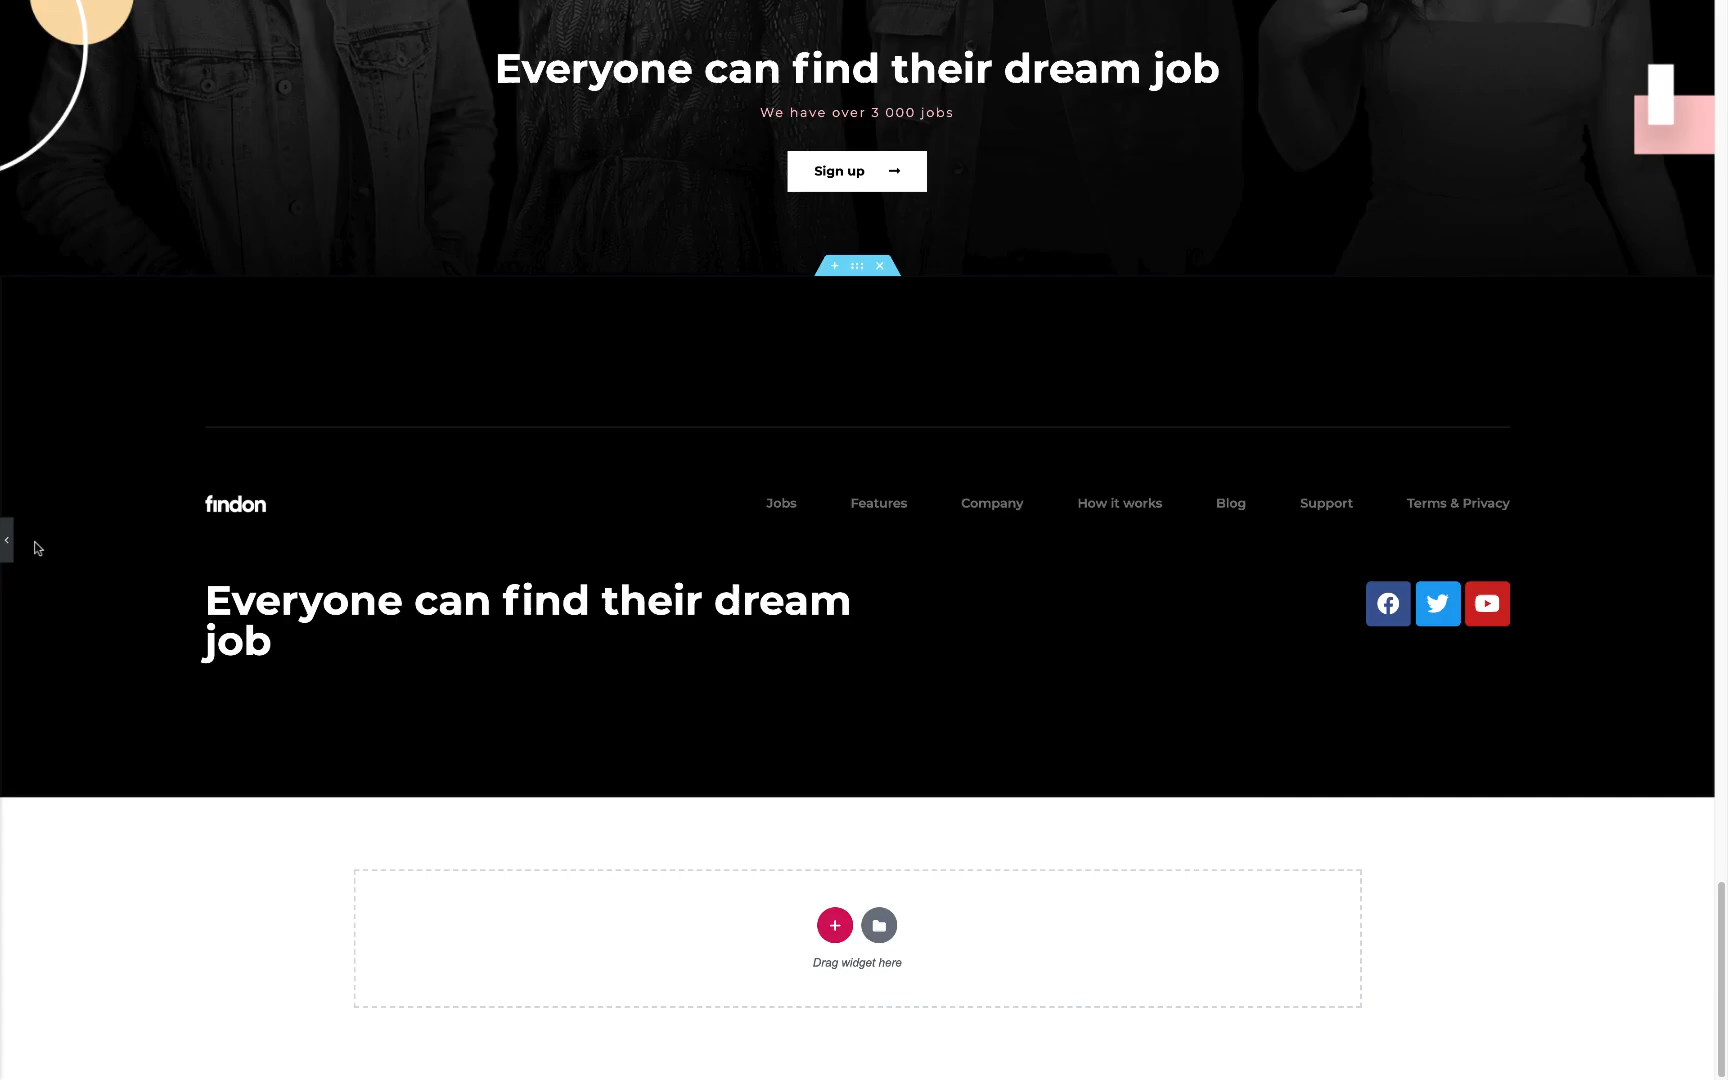 Everyone can find their dream job
We have over 3 000 jobs
Sign up →
findon
Jobs Features Company How it works Blog Support Terms & Privacy
Everyone can find their dream
job
Drag widget here